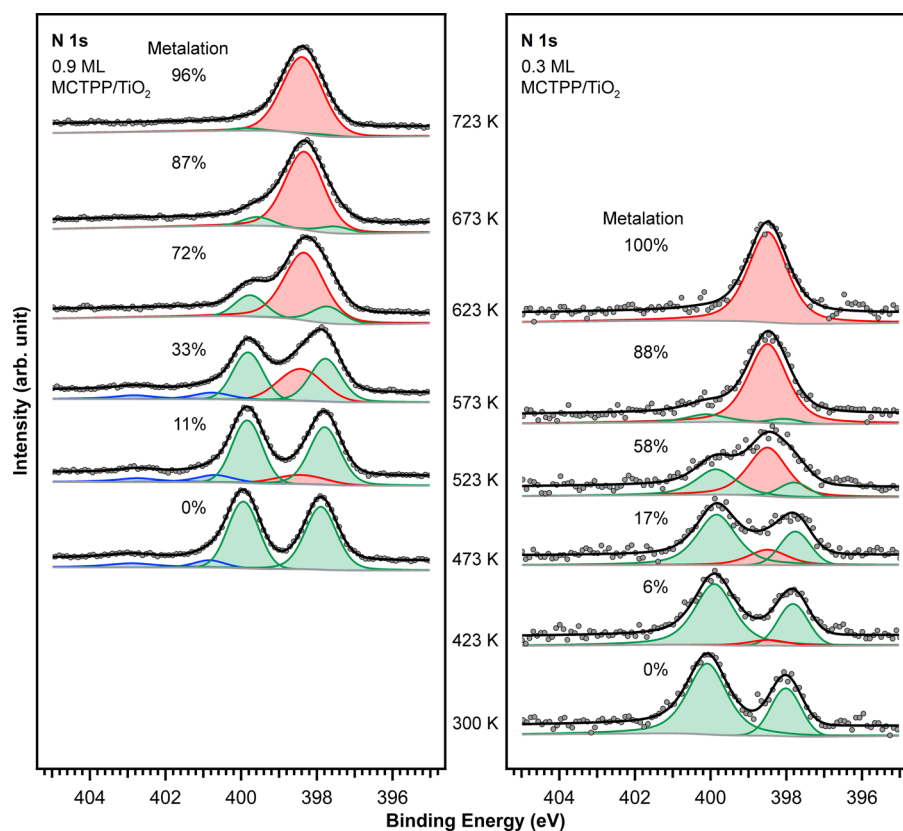 N 1s
0.9 ML
MCTPP/TiO2
Metalation
96%
87%
72%
33%
11%
0%
723 K
673 K
623 K
573 K
523 K
473 K
423 K
300 K
N 1s
0.3 ML
MCTPP/TiO2
Metalation
100%
88%
58%
17%
6%
0%
Intensity (arb. unit)
404 402 400 398 396
404 402 400 398 396
Binding Energy (eV)